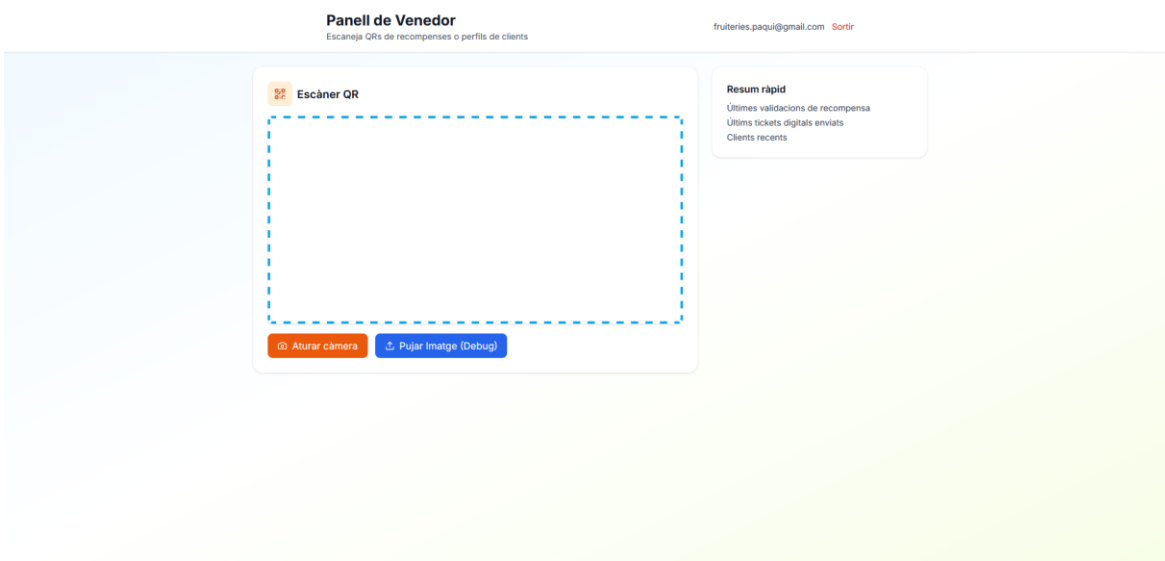 Panell de Venedor
Escaneja QRs de recompenses o perfils de clients
fruiteries.paqui@gmail.com Sortir
Escàner QR
Aturar càmera
Pujar Imatge (Debug)
Resum ràpid
Últimes validacions de recompensa
Últims tickets digitals enviats
Clients recents